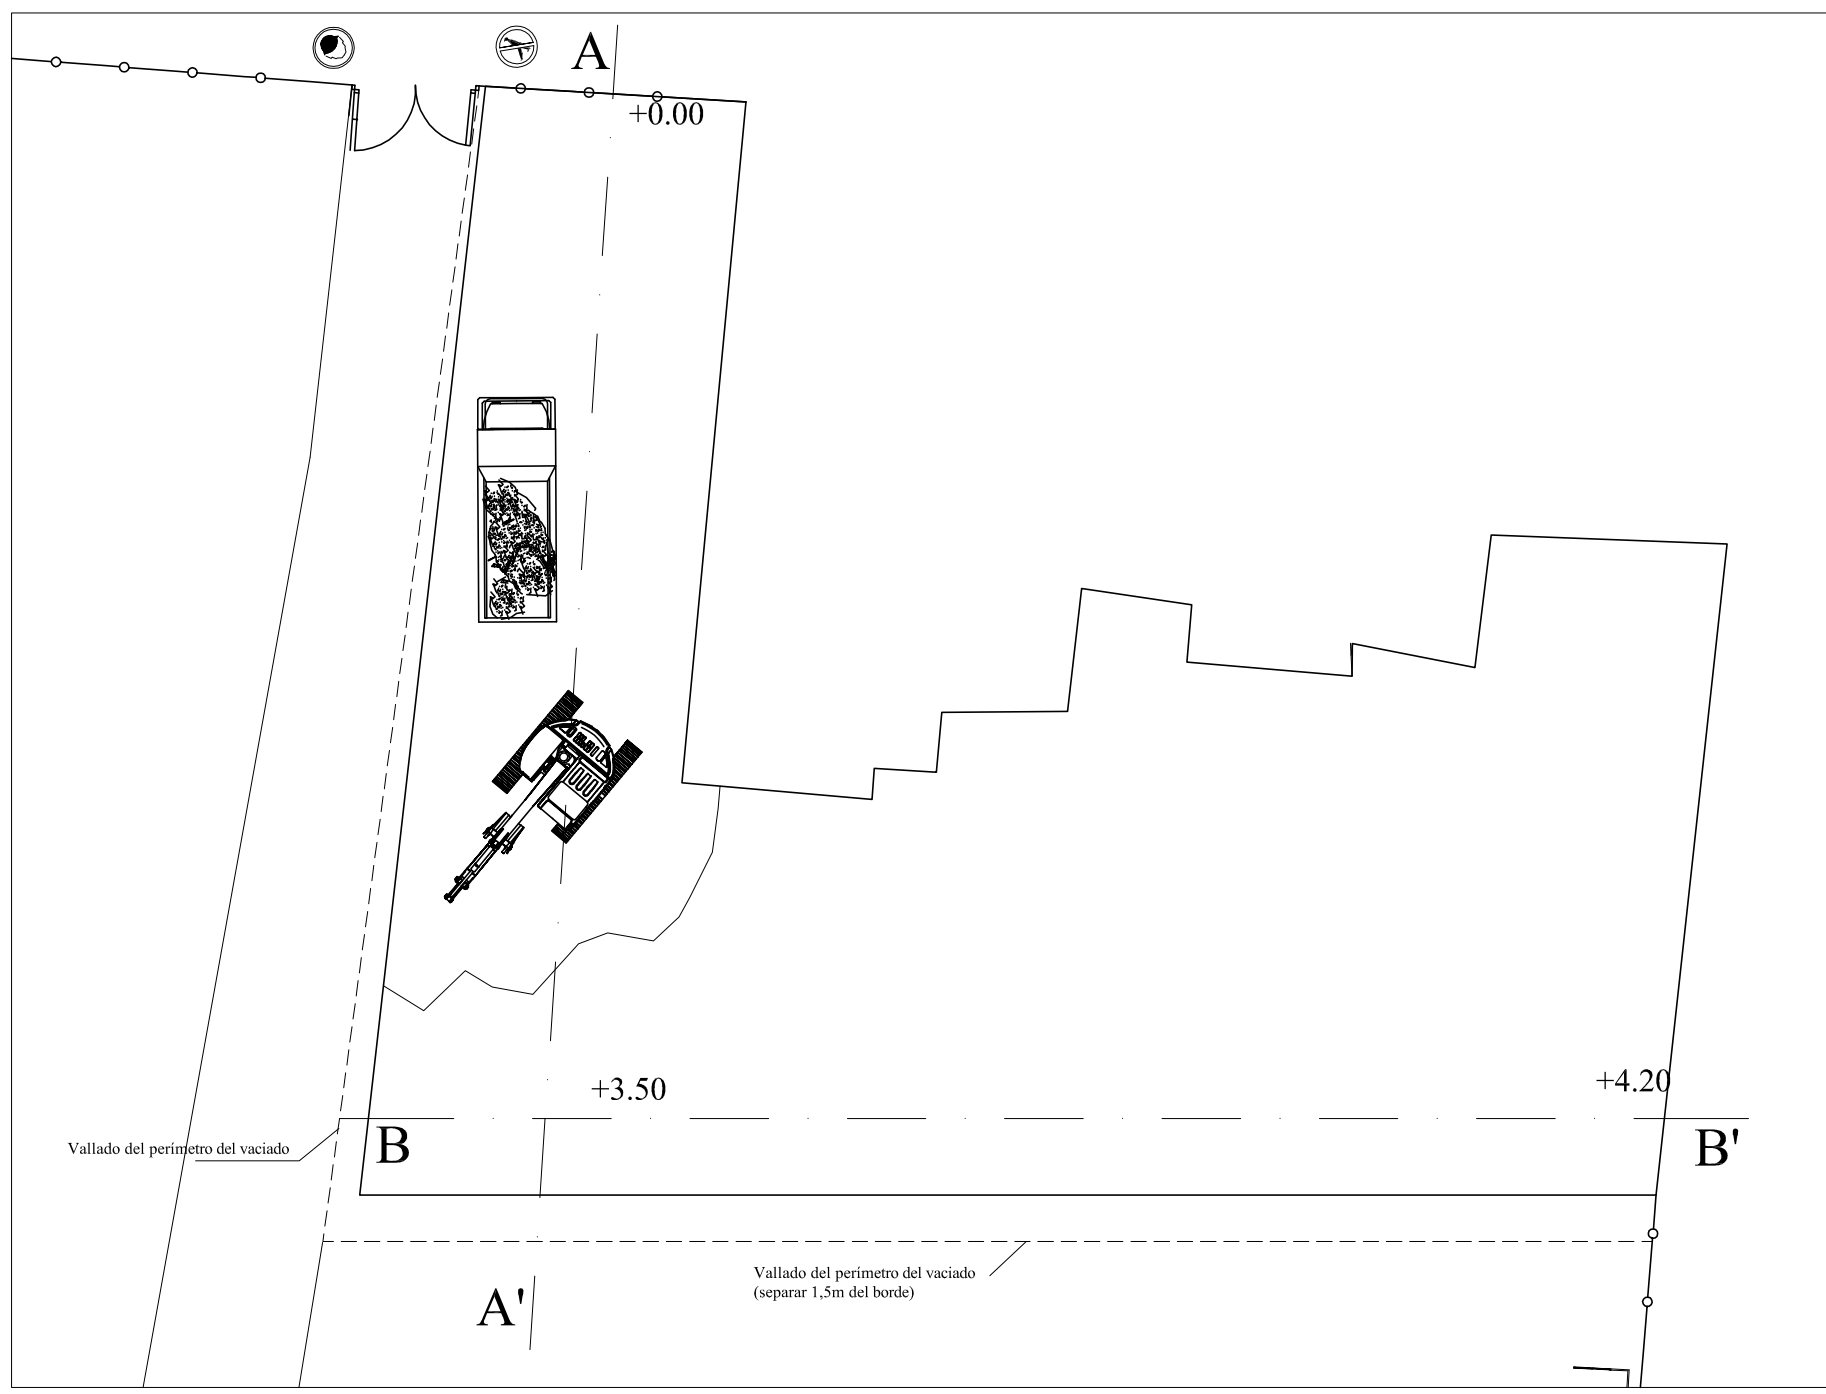 A
+0.00
+3.50
+4.20
B
B'
Vallado del perímetro del vaciado
Vallado del perímetro del vaciado
(separar 1,5m del borde)
A'